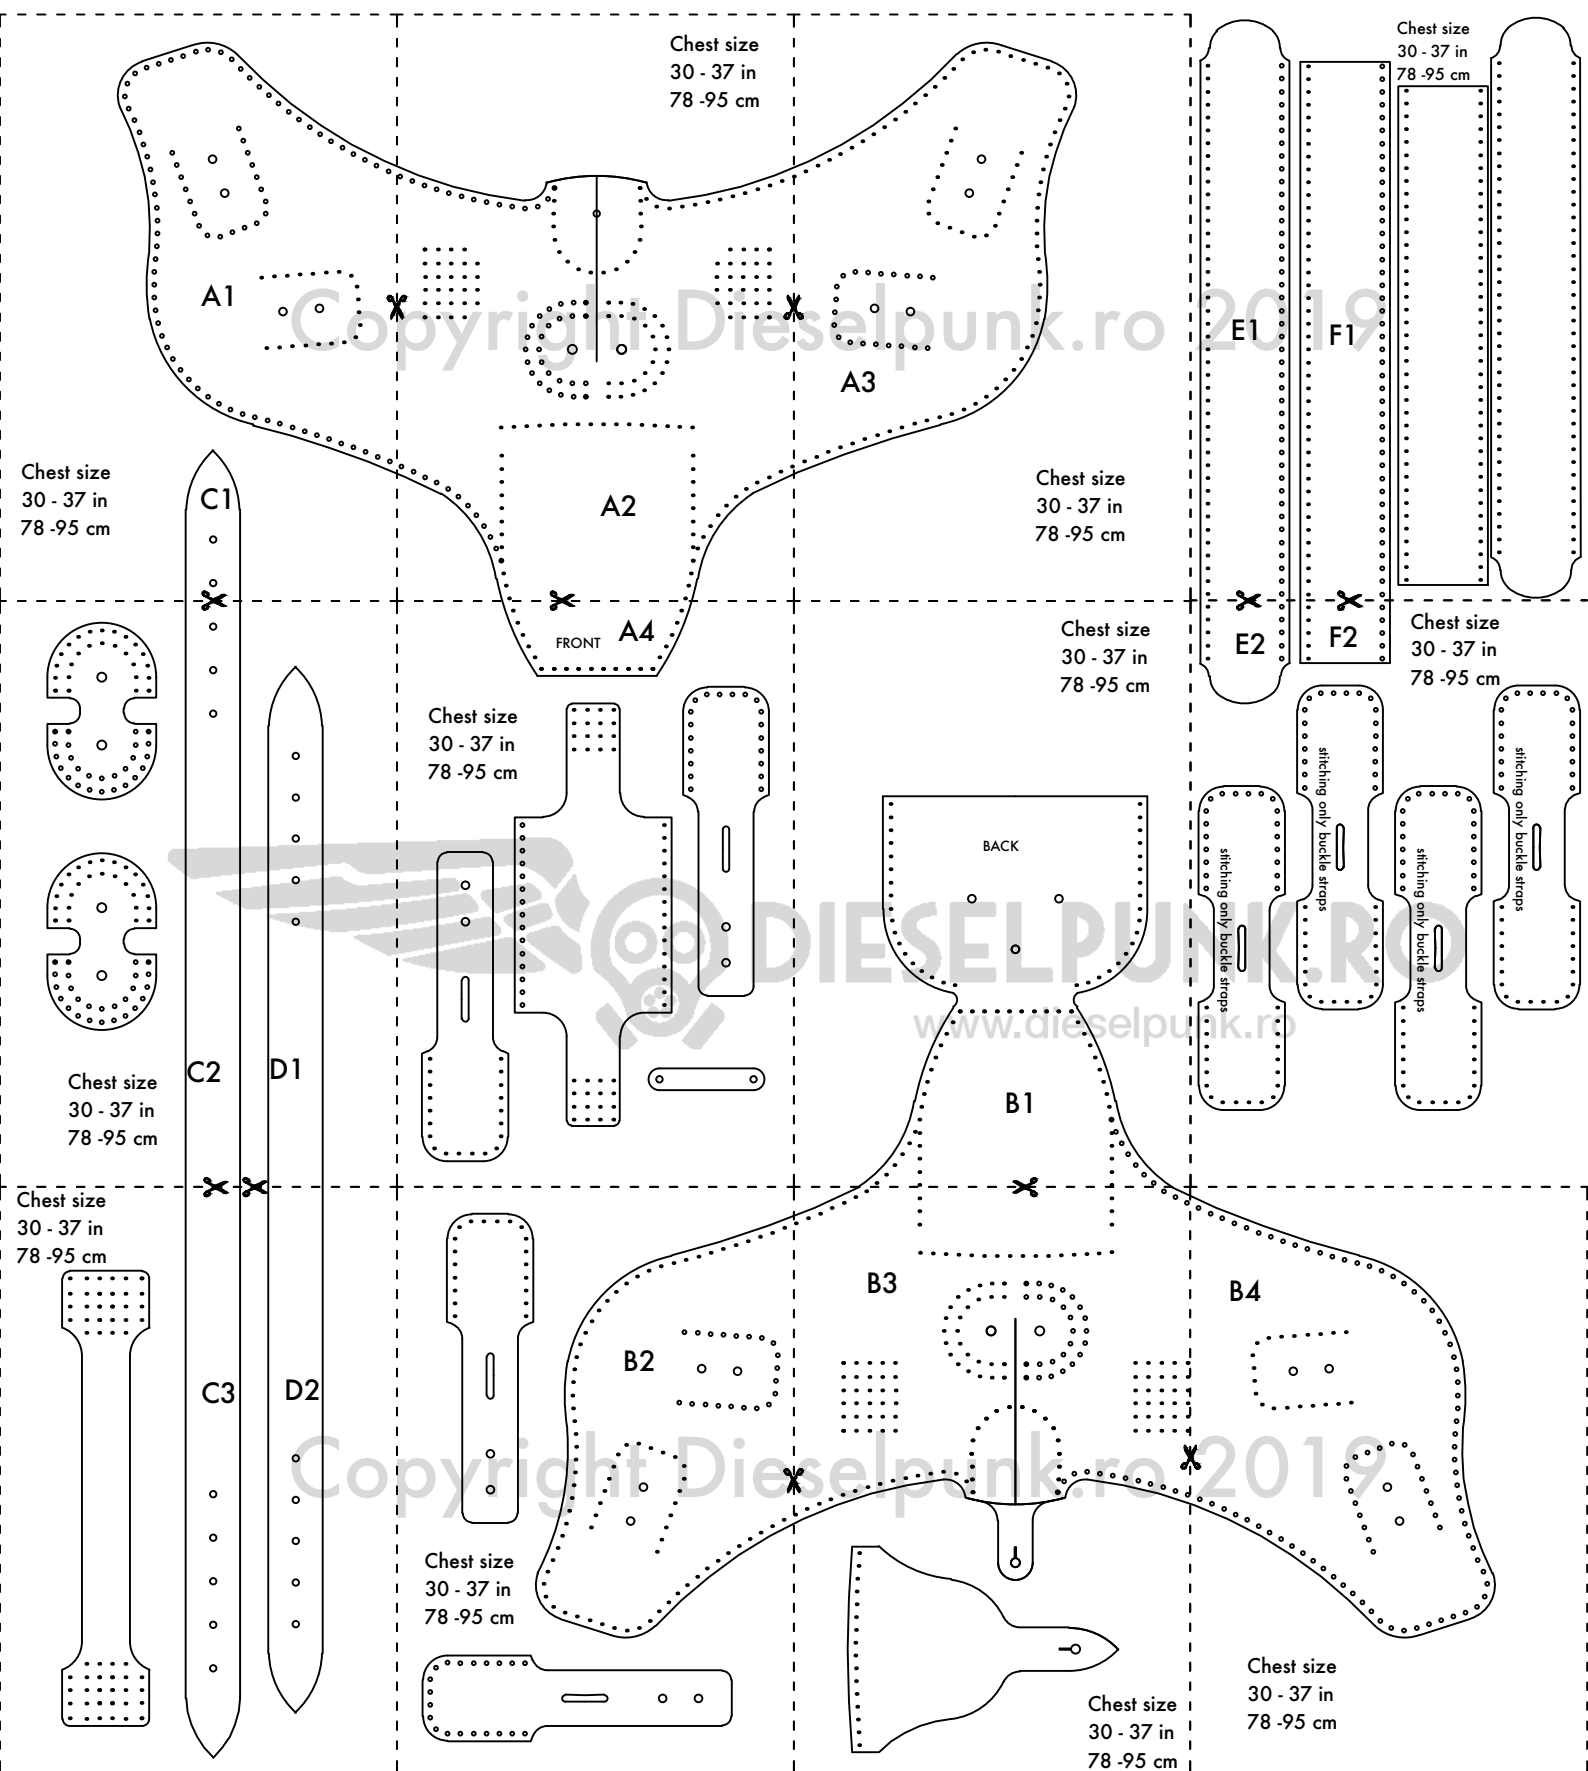 Chest size
30 - 37 in
78 -95 cm
Chest size
30 - 37 in
78 -95 cm
A1
Copyright Dieselpunk.ro 2019
E1
F1
A3
Chest size
30 - 37 in
78 -95 cm
C1
A2
Chest size
30 - 37 in
78 -95 cm
FRONT
A4
Chest size
30 - 37 in
78 -95 cm
E2
F2
Chest size
30 - 37 in
78 -95 cm
Chest size
30 - 37 in
78 -95 cm
stitching only buckle straps
stitching only buckle straps
stitching only buckle straps
stitching only buckle straps
BACK
DIESELPUNK.RO
www.dieselpunk.ro
C2
D1
Chest size
30 - 37 in
78 -95 cm
B1
Chest size
30 - 37 in
78 -95 cm
B3
B4
B2
C3
D2
Copyright Dieselpunk.ro 2019
Chest size
30 - 37 in
78 -95 cm
Chest size
30 - 37 in
78 -95 cm
Chest size
30 - 37 in
78 -95 cm